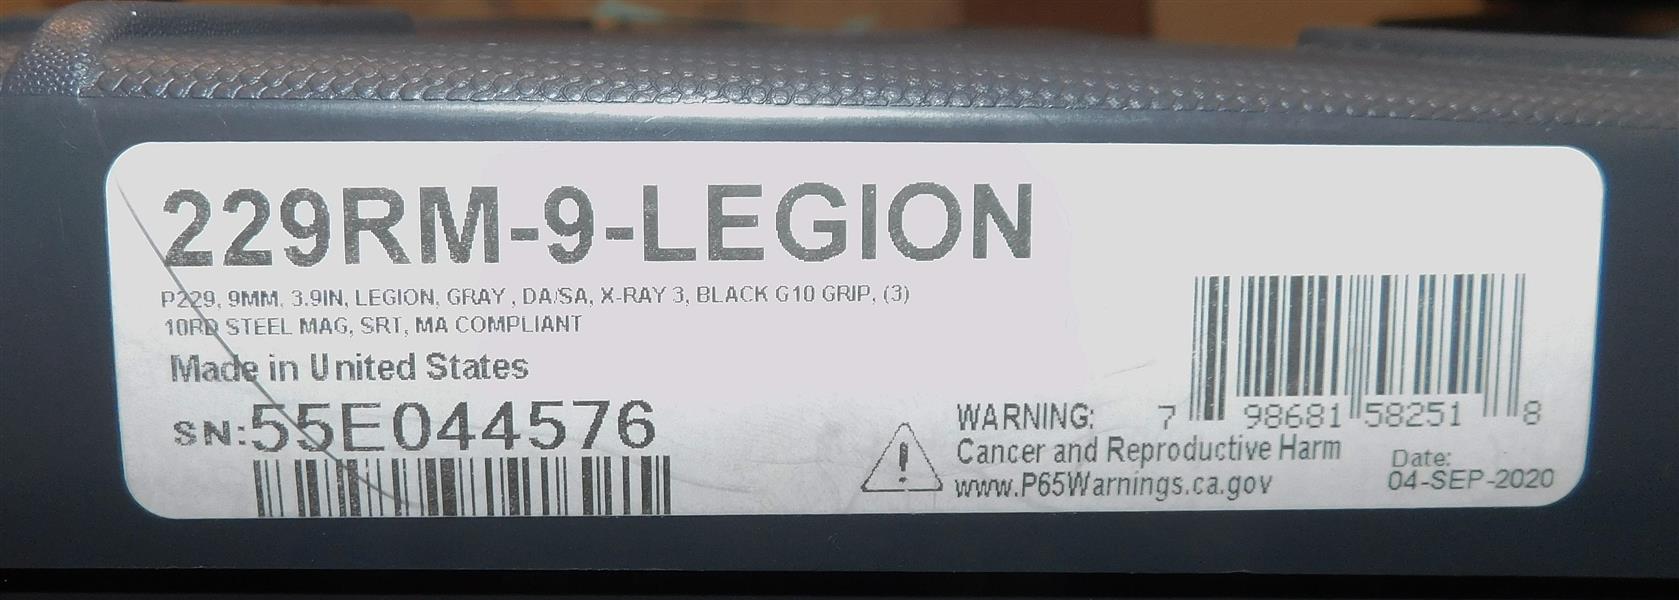 229RM-9-LEGION
P229, 9MM, 3.9IN, LEGION, GRAY , DA/SA, X-RAY 3, BLACK G10 GRIP, (3)
10RD STEEL MAG, SRT, MA COMPLIANT
Made in United States
SN:55E044576
7 98681 58251 8
WARNING:
Cancer and Reproductive Harm
www.P65Warnings.ca.gov
Date:
04-SEP-2020